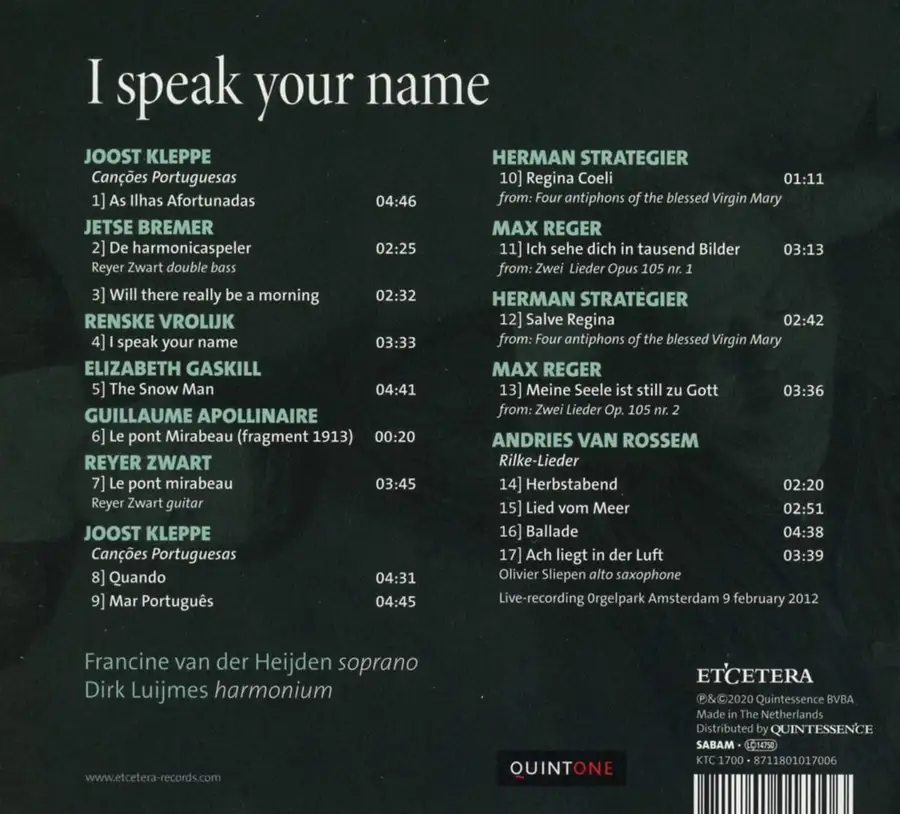 I speak your name
JOOST KLEPPE
Canções Portuguesas
1] As Ilhas Afortunadas 04:46
JETSE BREMER
2] De harmonicaspeler 02:25
Reyer Zwart double bass
3] Will there really be a morning 02:32
RENSKE VROLIJK
4] I speak your name 03:33
ELIZABETH GASKILL
5] The Snow Man 04:41
GUILLAUME APOLLINAIRE
6] Le pont Mirabeau (fragment 1913) 00:20
REYER ZWART
7] Le pont mirabeau 03:45
Reyer Zwart guitar
JOOST KLEPPE
Canções Portuguesas
8] Quando 04:31
9] Mar Português 04:45
HERMAN STRATEGIER
10] Regina Coeli 01:11
from: Four antiphons of the blessed Virgin Mary
MAX REGER
11] Ich sehe dich in tausend Bilder 03:13
from: Zwei Lieder Opus 105 nr. 1
HERMAN STRATEGIER
12] Salve Regina 02:42
from: Four antiphons of the blessed Virgin Mary
MAX REGER
13] Meine Seele ist still zu Gott 03:36
from: Zwei Lieder Op. 105 nr. 2
ANDRIES VAN ROSSEM
Rilke-Lieder
14] Herbstabend 02:20
15] Lied vom Meer 02:51
16] Ballade 04:38
17] Ach liegt in der Luft 03:39
Olivier Sliepen alto saxophone
Live-recording Orgelpark Amsterdam 9 february 2012
Francine van der Heijden soprano
Dirk Luijmes harmonium
www.etcetera-records.com
QUINTONE
ET'CETERA
℗&©2020 Quintessence BVBA
Made in The Netherlands
Distributed by QUINTESSENCE
SABAM • LC 14750
KTC 1700 • 8711801017006